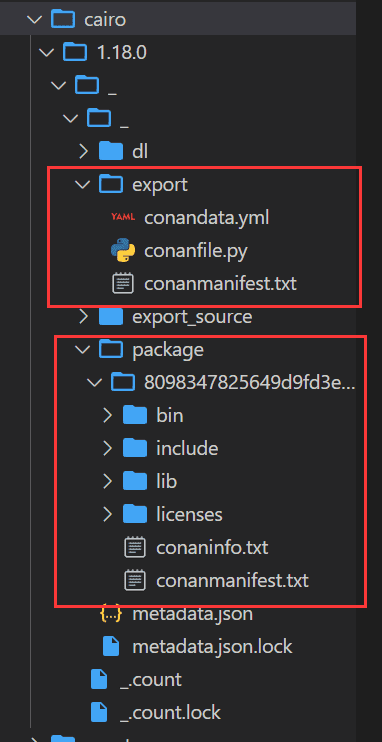 cairo
1.18.0
_
_
dl
export
YAML conandata.yml
conanfile.py
conanmanifest.txt
export_source
package
8098347825649d9fd3e...
bin
include
lib
licenses
conaninfo.txt
conanmanifest.txt
metadata.json
metadata.json.lock
_.count
_.count.lock